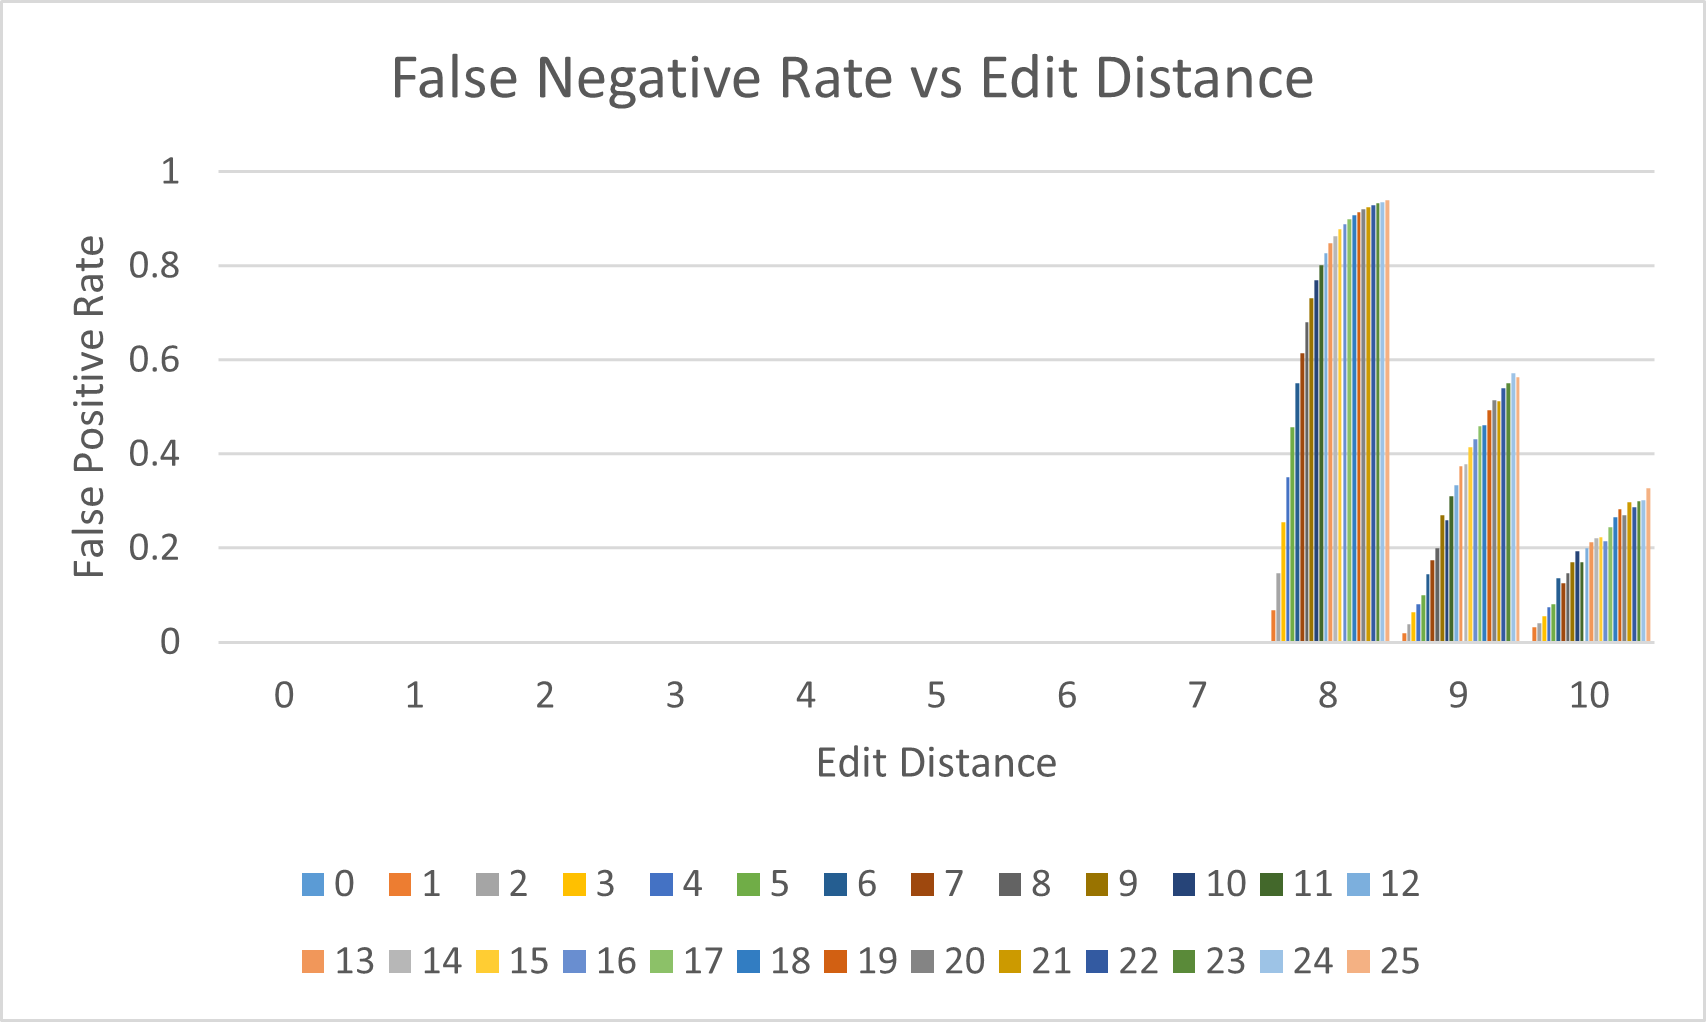 False Negative Rate vs Edit Distance
1
0.8
0.6
0.4
0.2
0
False Positive Rate
0 1 2 3 4 5 6 7 8 9 10
Edit Distance
0 1 2 3 4 5 6 7 8 9 10 11 12
13 14 15 16 17 18 19 20 21 22 23 24 25